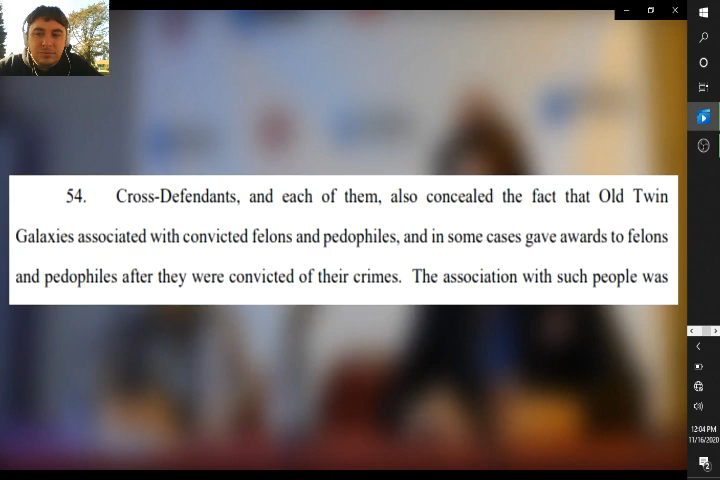 54. Cross-Defendants, and each of them, also concealed the fact that Old Twin
Galaxies associated with convicted felons and pedophiles, and in some cases gave awards to felons
and pedophiles after they were convicted of their crimes. The association with such people was
12:04 PM
11/16/2020
2